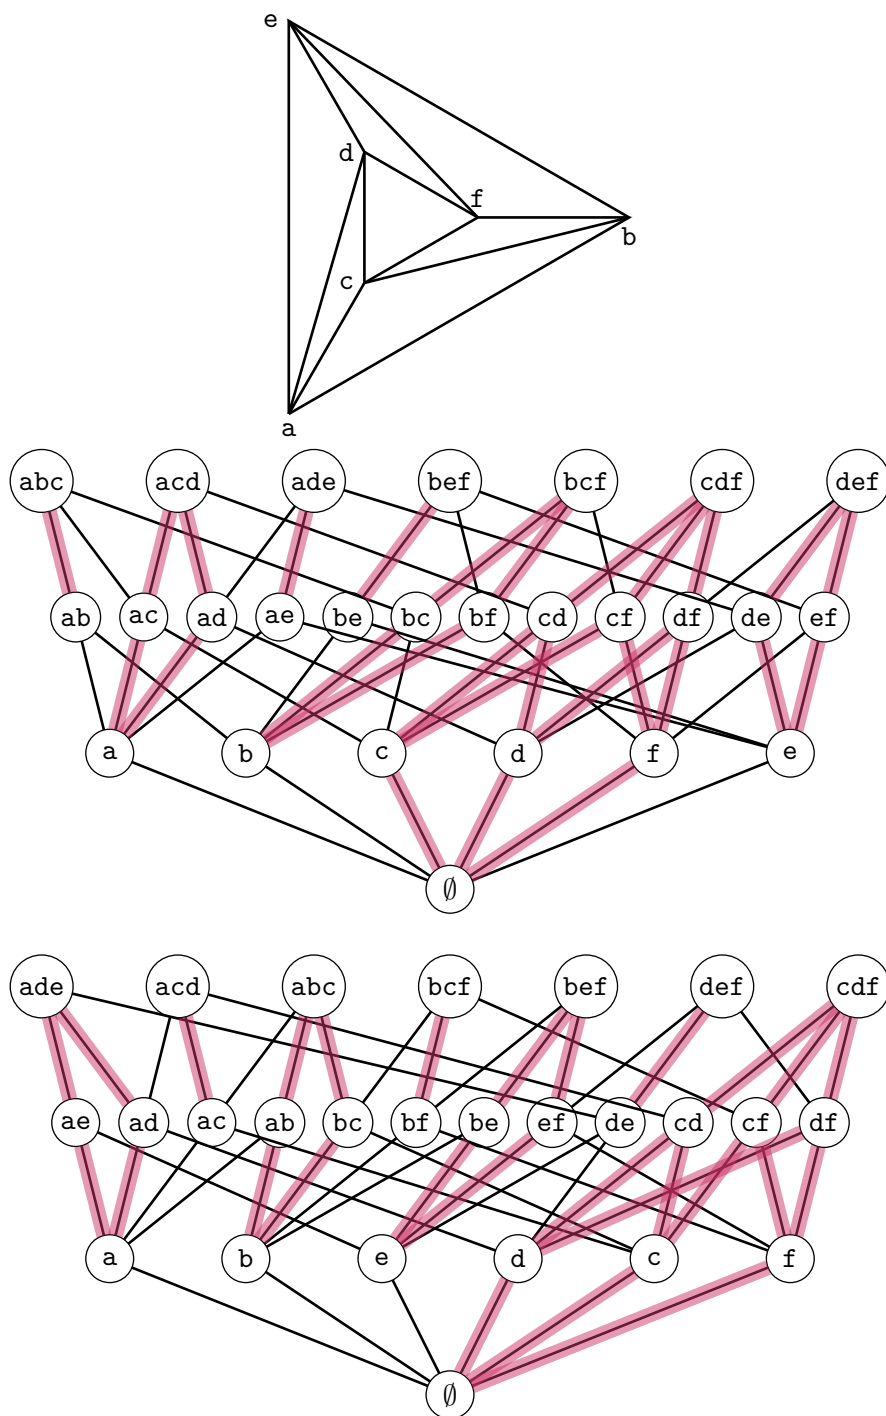 e
d
f
b
c
a
abc acd ade bef bcf cdf def
ab ac ad ae be bc bf cd cf df de ef
a b c d f e
∅
ade acd abc bcf bef def cdf
ae ad ac ab bc bf be ef de cd cf df
a b e d c f
∅